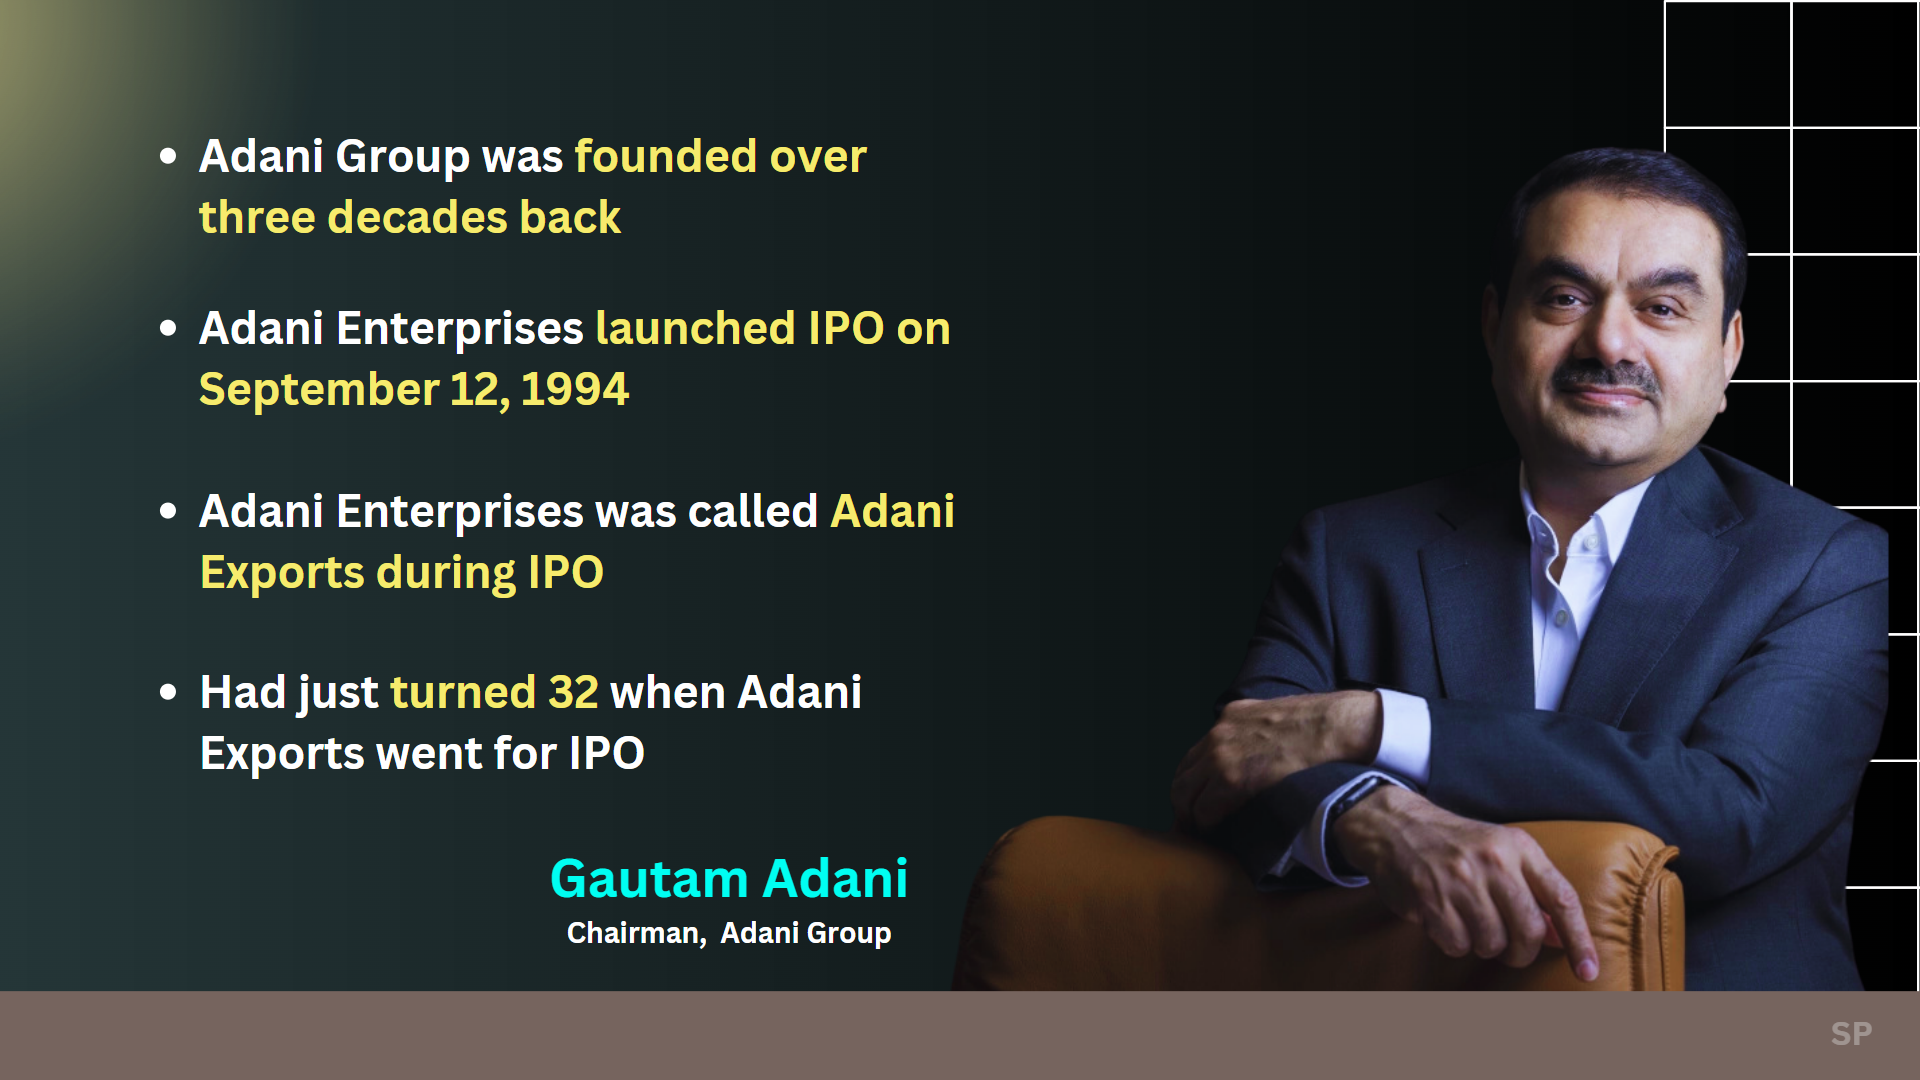 • Adani Group was founded over
three decades back
• Adani Enterprises launched IPO on
September 12, 1994
• Adani Enterprises was called Adani
Exports during IPO
• Had just turned 32 when Adani
Exports went for IPO
Gautam Adani
Chairman, Adani Group
SP